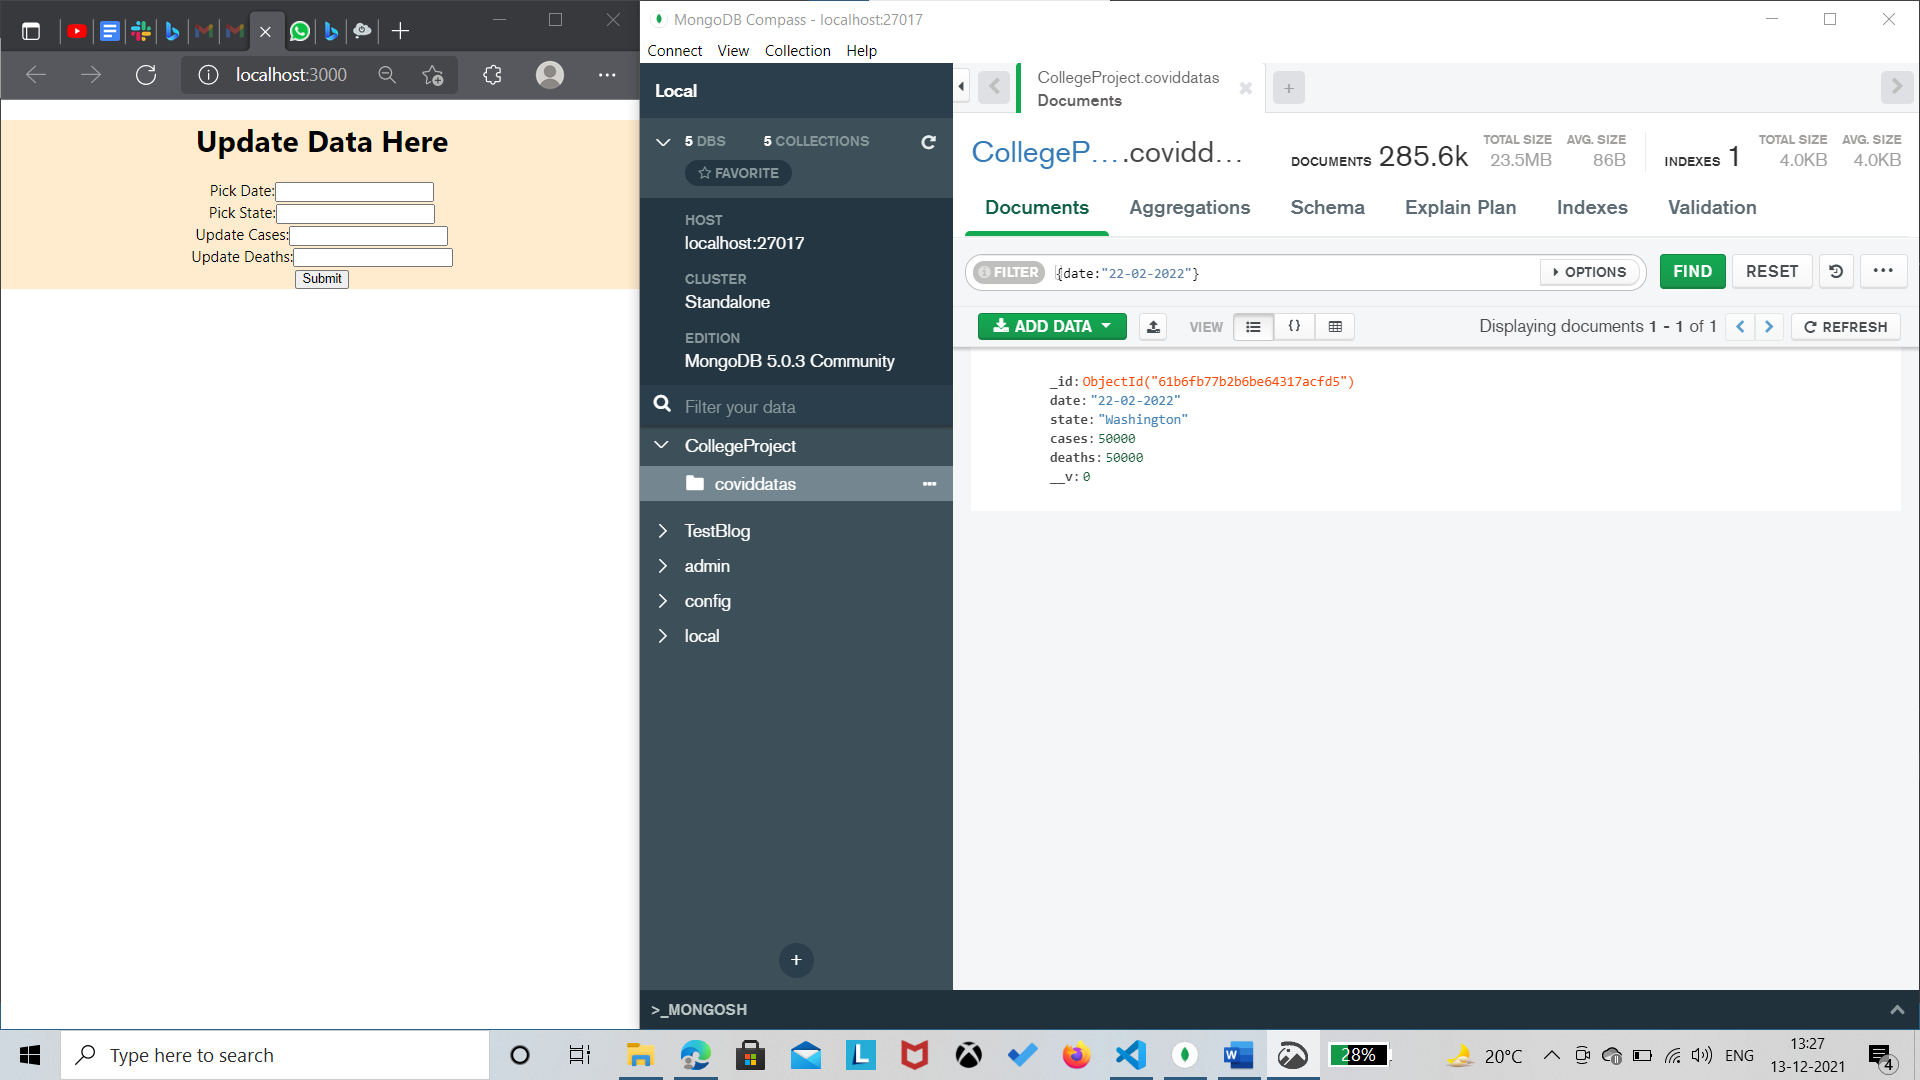 localhost:3000
Update Data Here
Pick Date:
Pick State:
Update Cases:
Update Deaths:
Submit
MongoDB Compass - localhost:27017
Connect View Collection Help
Local
5 DBS 5 COLLECTIONS
FAVORITE
HOST
localhost:27017
CLUSTER
Standalone
EDITION
MongoDB 5.0.3 Community
Filter your data
CollegeProject
coviddatas
TestBlog
admin
config
local
>_MONGOSH
CollegeProject.coviddatas
Documents
CollegeP... .covidd...
DOCUMENTS 285.6k
TOTAL SIZE 23.5MB
AVG. SIZE 86B
INDEXES 1
TOTAL SIZE 4.0KB
AVG. SIZE 4.0KB
Documents Aggregations Schema Explain Plan Indexes Validation
FILTER {date:"22-02-2022"} OPTIONS FIND RESET
ADD DATA VIEW {} Displaying documents 1 - 1 of 1 REFRESH
_id: ObjectId("61b6fb77b2b6be64317acfd5")
date: "22-02-2022"
state: "Washington"
cases: 50000
deaths: 50000
__v: 0
Type here to search
L
28%
20°C
ENG
13:27
13-12-2021
4